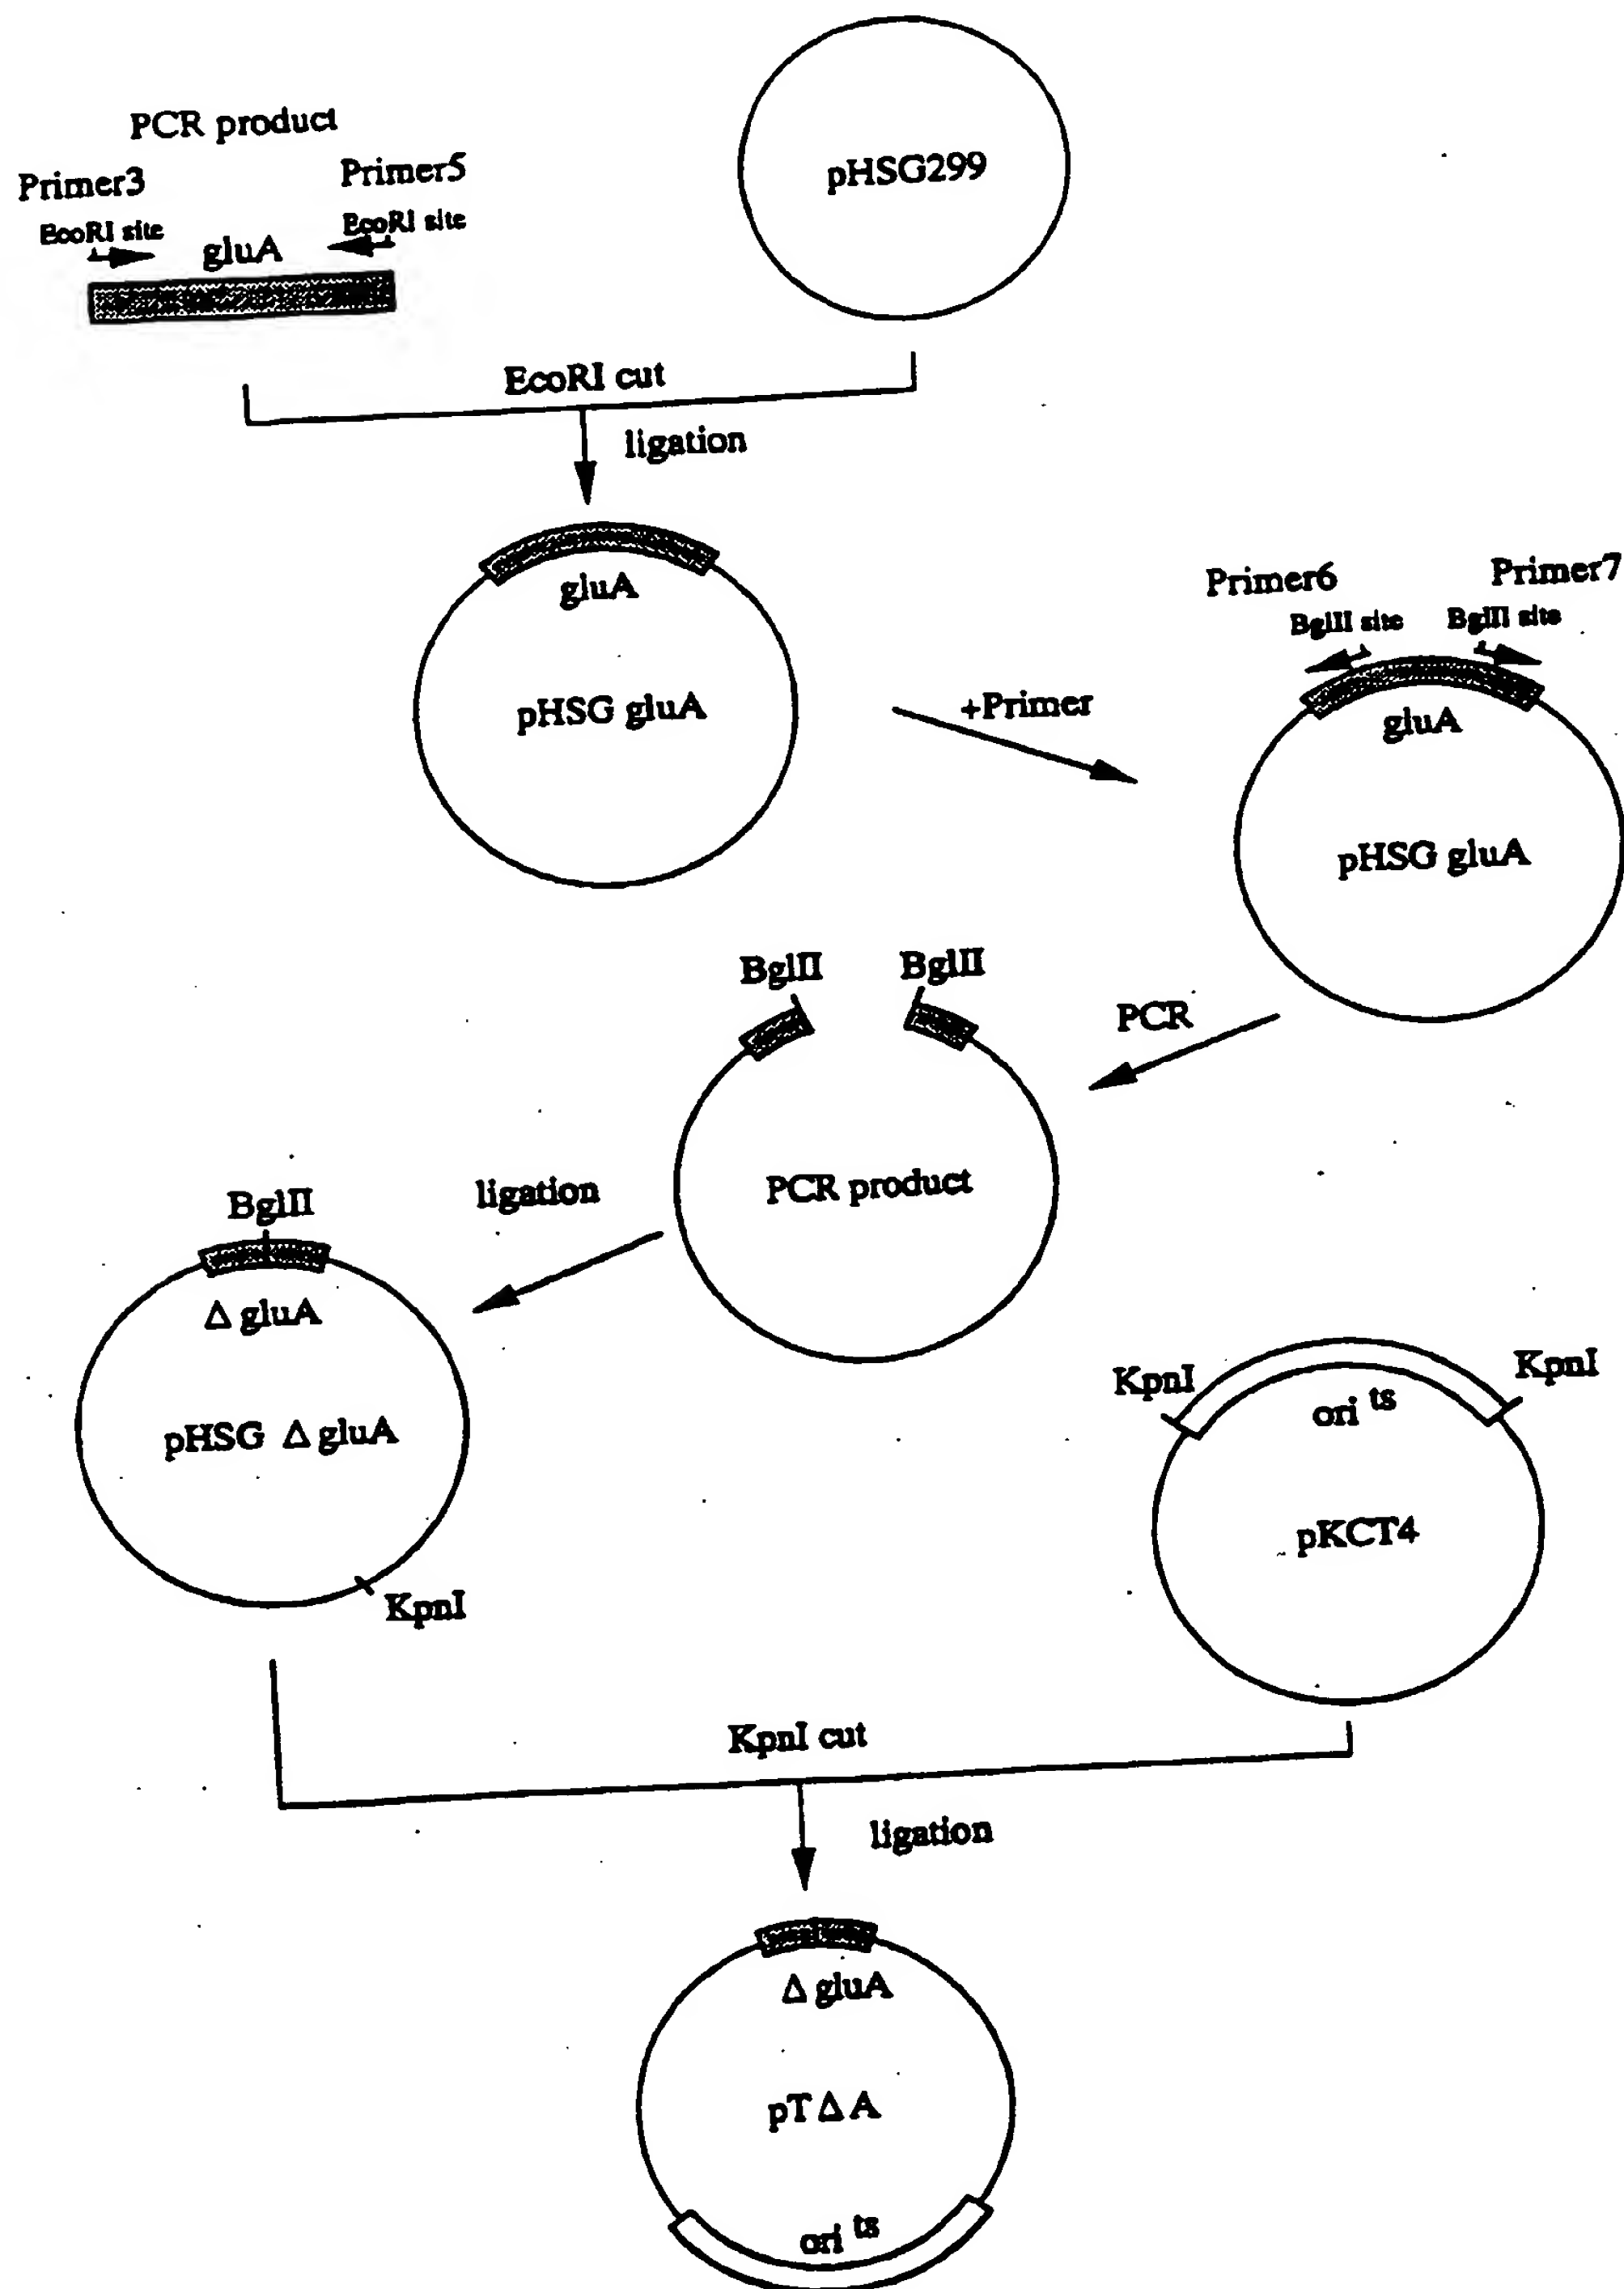 PCR product
Primer3
Primer5
EcoRI site
EcoRI site
gluA
pHSG299
EcoRI cut
ligation
gluA
pHSG gluA
+Primer
Primer6
Primer7
BglII site
BglII site
gluA
pHSG gluA
PCR
BglII
BglII
PCR product
ligation
BglII
Δ gluA
pHSG Δ gluA
KpnI
KpnI
KpnI
ori ts
pKCT4
KpnI cut
ligation
Δ gluA
pT Δ A
ori ts